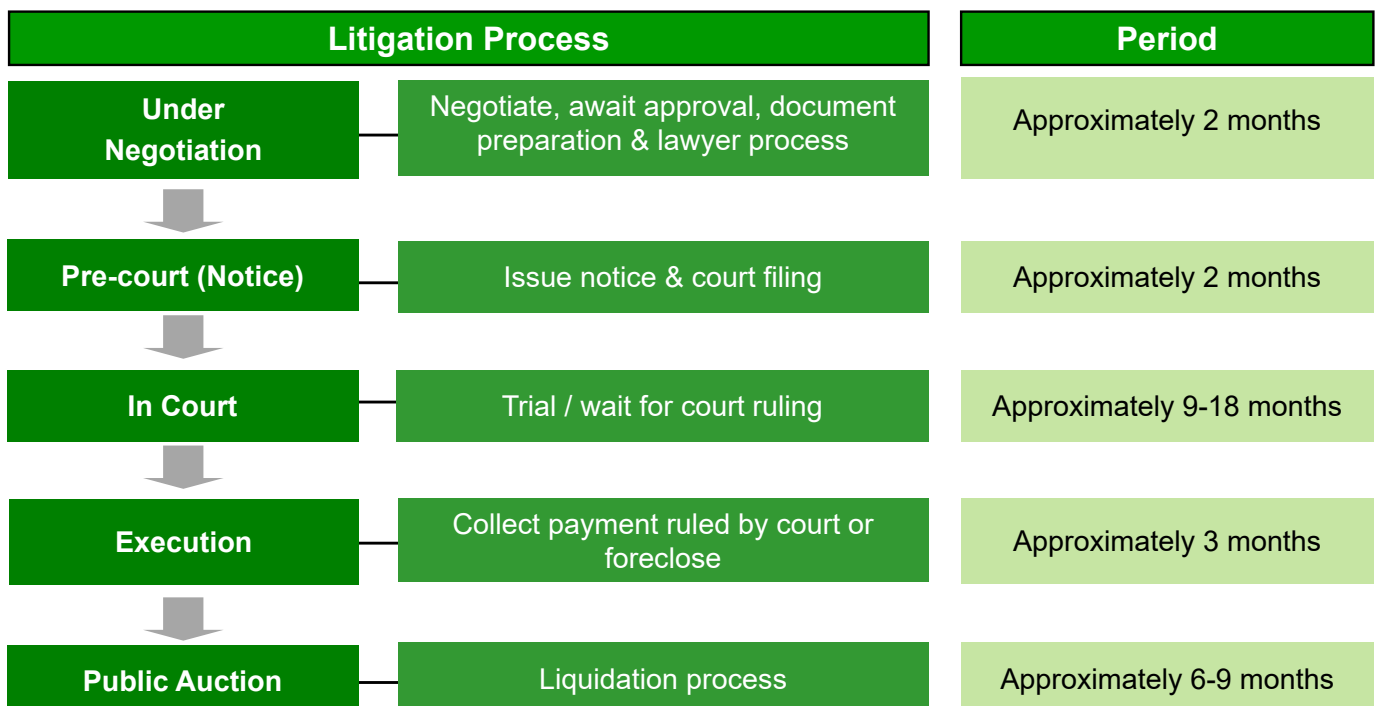 Litigation Process
Period
Under
Negotiation
Negotiate, await approval, document
preparation & lawyer process
Approximately 2 months
Pre-court (Notice)
Issue notice & court filing
Approximately 2 months
In Court
Trial / wait for court ruling
Approximately 9-18 months
Execution
Collect payment ruled by court or
foreclose
Approximately 3 months
Public Auction
Liquidation process
Approximately 6-9 months